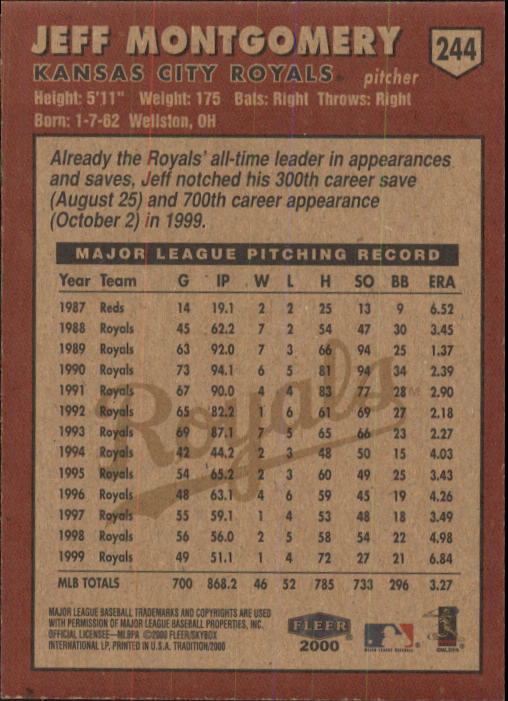 JEFF MONTGOMERY 244
KANSAS CITY ROYALS pitcher
Height: 5'11" Weight: 175 Bats: Right Throws: Right
Born: 1-7-62 Wellston, OH
Already the Royals' all-time leader in appearances
and saves, Jeff notched his 300th career save
(August 25) and 700th career appearance
(October 2) in 1999.
MAJOR LEAGUE PITCHING RECORD
Year Team G IP W L H SO BB ERA
1987 Reds 14 19.1 2 2 25 13 9 6.52
1988 Royals 45 62.2 7 2 54 47 30 3.45
1989 Royals 63 92.0 7 3 66 94 25 1.37
1990 Royals 73 94.1 6 5 81 94 34 2.39
1991 Royals 67 90.0 4 4 83 77 28 2.90
1992 Royals 65 82.2 1 6 61 69 27 2.18
1993 Royals 69 87.1 7 5 65 66 23 2.27
1994 Royals 42 44.2 2 3 48 50 15 4.03
1995 Royals 54 65.2 2 3 60 49 25 3.43
1996 Royals 48 63.1 4 6 59 45 19 4.26
1997 Royals 55 59.1 1 4 53 48 18 3.49
1998 Royals 56 56.0 2 5 58 54 22 4.98
1999 Royals 49 51.1 1 4 72 27 21 6.84
MLB TOTALS 700 868.2 46 52 785 733 296 3.27
Royals
MAJOR LEAGUE BASEBALL TRADEMARKS AND COPYRIGHTS ARE USED
WITH PERMISSION OF MAJOR LEAGUE BASEBALL PROPERTIES, INC.
OFFICIAL LICENSEE—MLBPA ©2000 FLEER/SKYBOX
INTERNATIONAL LP, PRINTED IN U.S.A. TRADITION/2000
FLEER
2000
MAJOR LEAGUE BASEBALL